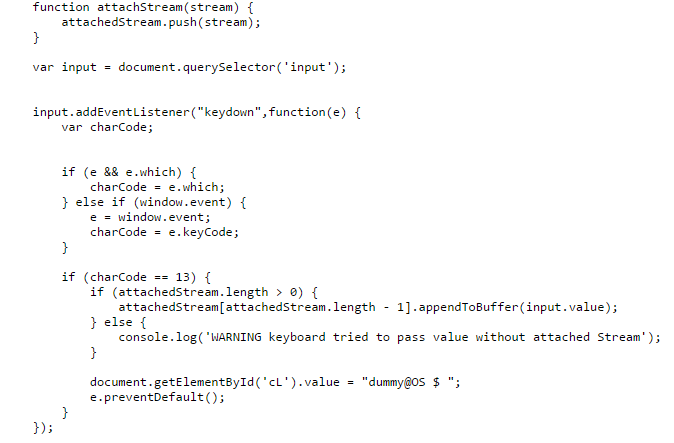 function attachStream(stream) {
    attachedStream.push(stream);
}
var input = document.querySelector('input');
input.addEventListener("keydown",function(e) {
    var charCode;
    if (e && e.which) {
        charCode = e.which;
    } else if (window.event) {
        e = window.event;
        charCode = e.keyCode;
    }
    if (charCode == 13) {
        if (attachedStream.length > 0) {
            attachedStream[attachedStream.length - 1].appendToBuffer(input.value);
        } else {
            console.log('WARNING keyboard tried to pass value without attached Stream');
        }
        document.getElementById('cL').value = "dummy@OS $ ";
        e.preventDefault();
    }
});